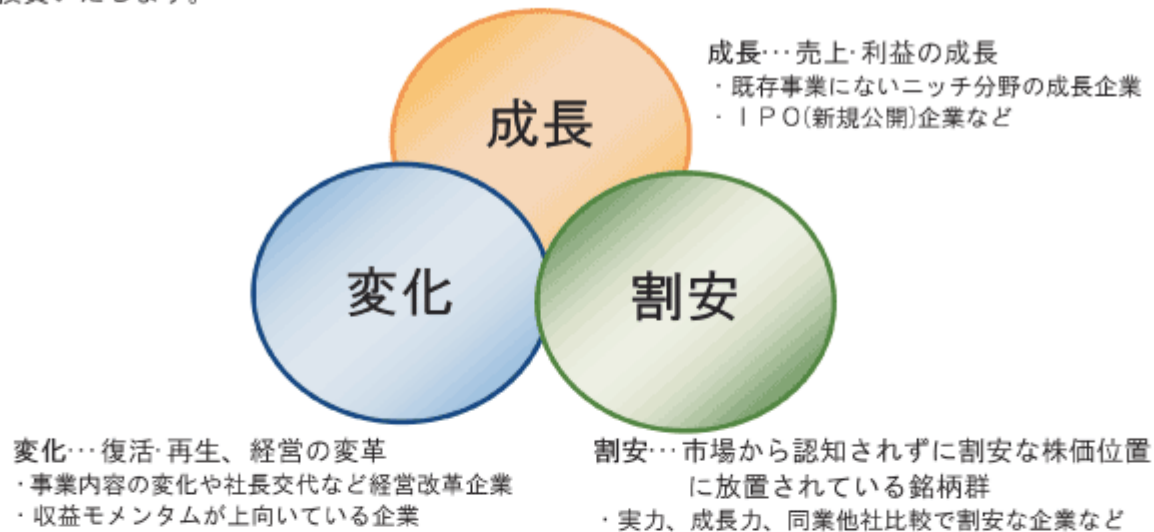 投資いたします。
成長…売上・利益の成長
・既存事業にないニッチ分野の成長企業
・ＩＰＯ(新規公開)企業など
成長
変化
割安
変化…復活・再生、経営の変革
・事業内容の変化や社長交代など経営改革企業
・収益モメンタムが上向いている企業
割安…市場から認知されずに割安な株価位置
に放置されている銘柄群
・実力、成長力、同業他社比較で割安な企業など